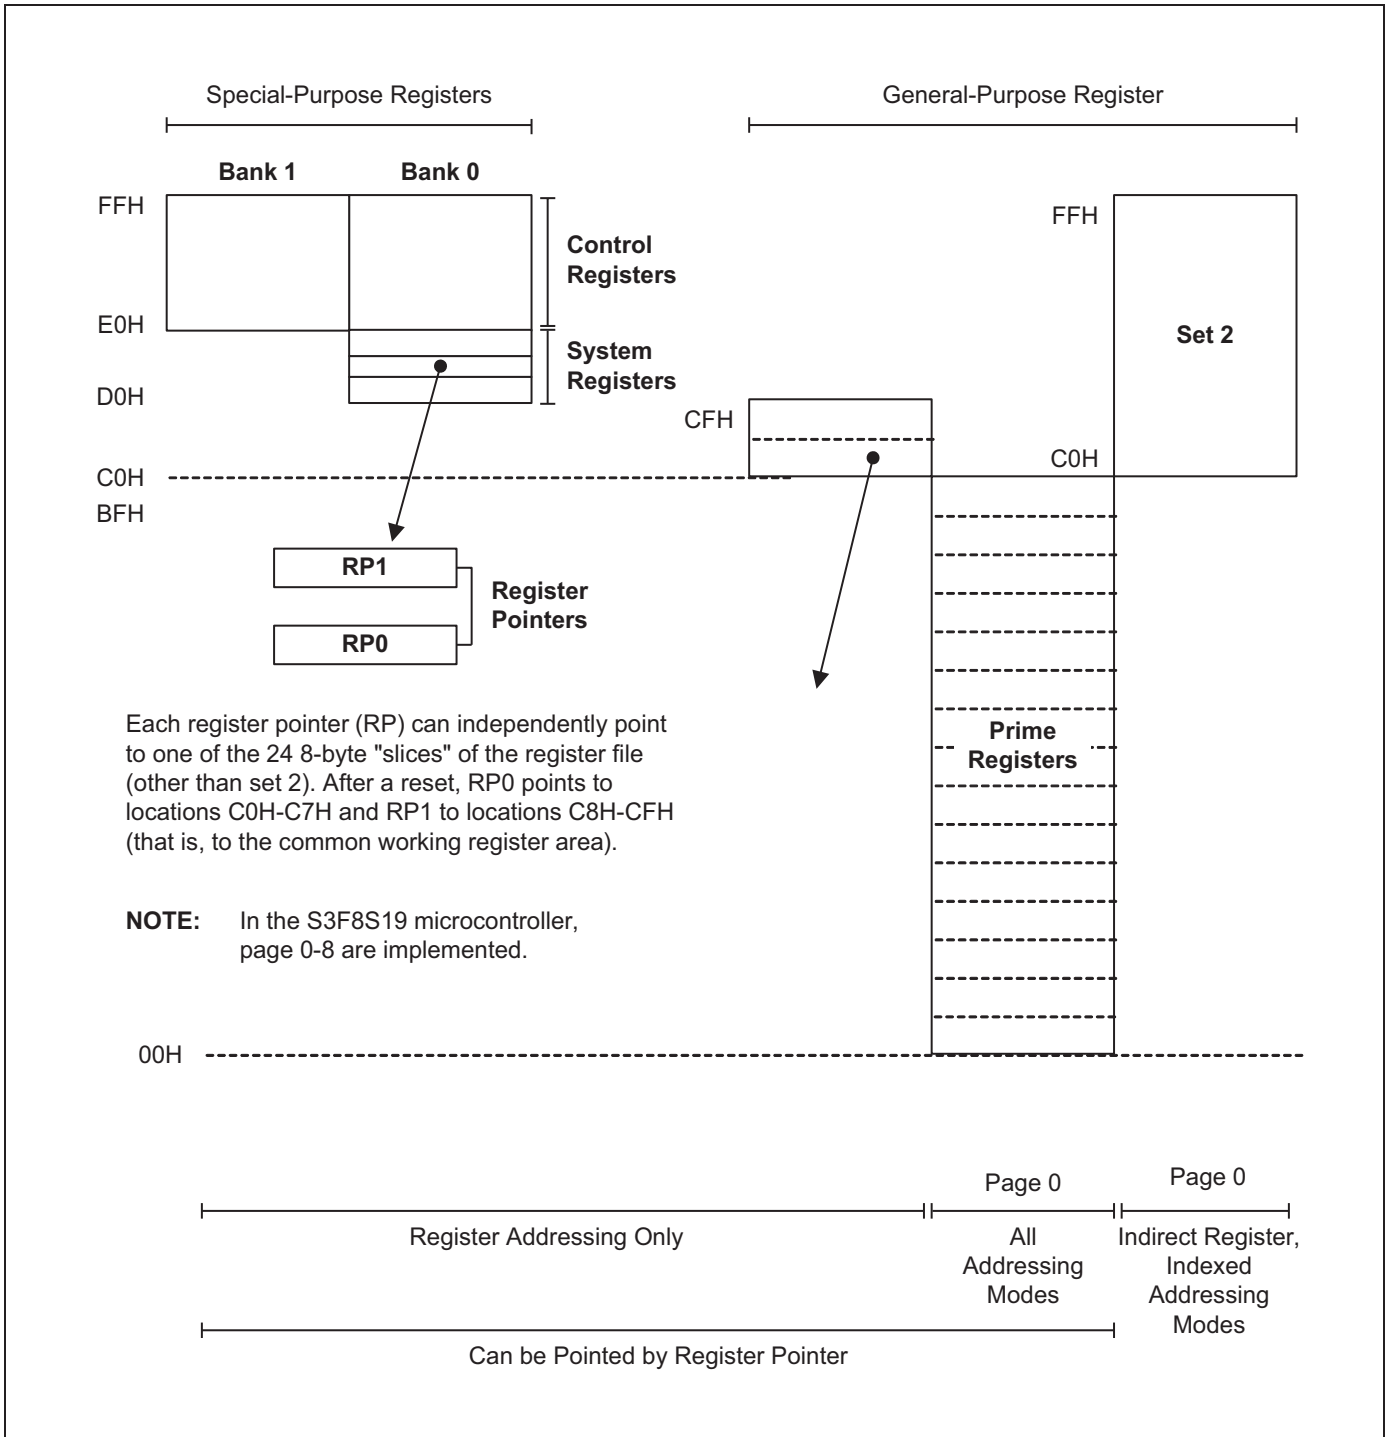 Special-Purpose Registers
General-Purpose Register
Bank 1
Bank 0
FFH
Control
Registers
E0H
System
Registers
D0H
C0H
BFH
FFH
Set 2
CFH
C0H
RP1
Register
Pointers
RP0
Prime
Registers
Each register pointer (RP) can independently point
to one of the 24 8-byte "slices" of the register file
(other than set 2). After a reset, RP0 points to
locations C0H-C7H and RP1 to locations C8H-CFH
(that is, to the common working register area).
NOTE: In the S3F8S19 microcontroller,
page 0-8 are implemented.
00H
Page 0
Page 0
Register Addressing Only
All
Addressing
Modes
Indirect Register,
Indexed
Addressing
Modes
Can be Pointed by Register Pointer